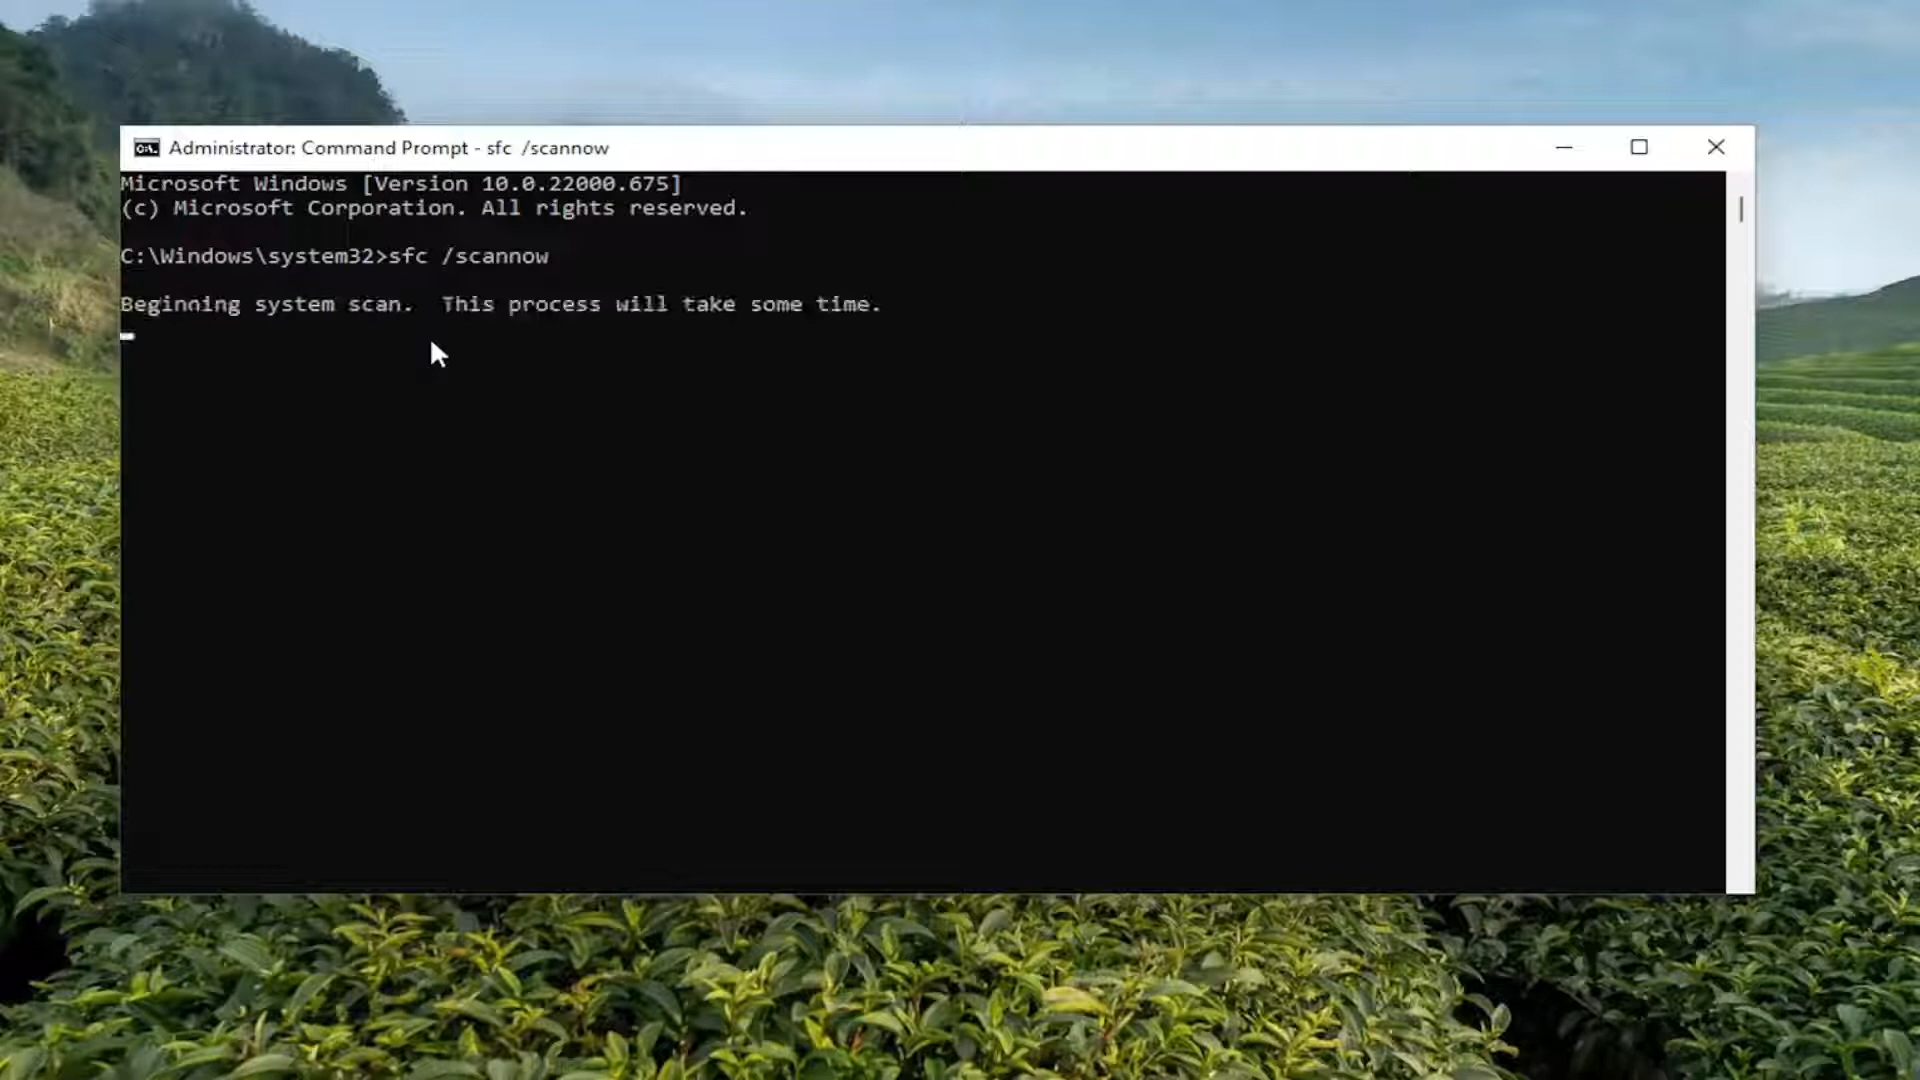 Administrator: Command Prompt - sfc  /scannow
Microsoft Windows [Version 10.0.22000.675]
(c) Microsoft Corporation. All rights reserved.
C:\Windows\system32>sfc /scannow
Beginning system scan.  This process will take some time.